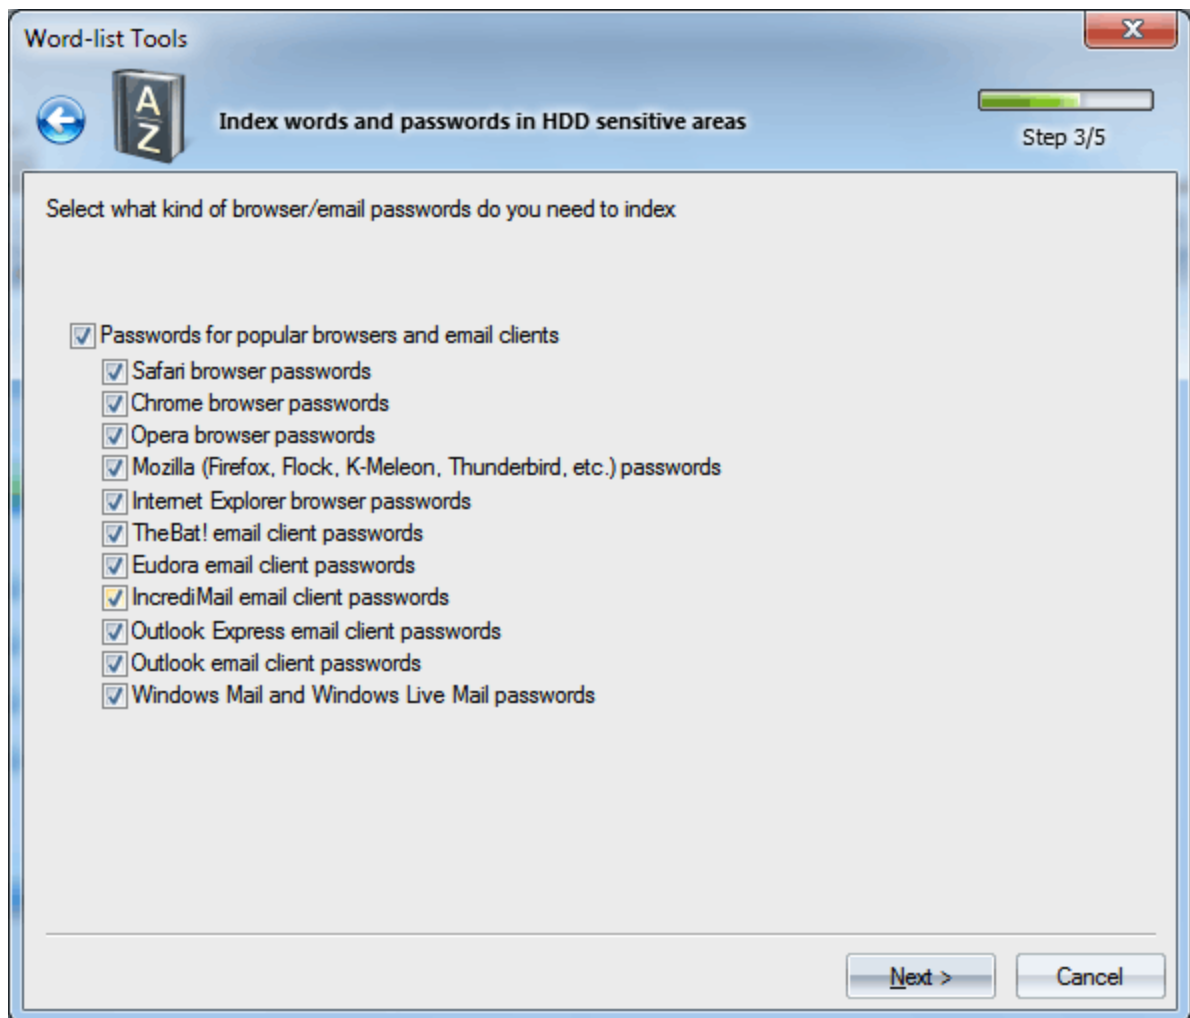 Word-list Tools
X
A
Z
Index words and passwords in HDD sensitive areas
Step 3/5
Select what kind of browser/email passwords do you need to index
Passwords for popular browsers and email clients
Safari browser passwords
Chrome browser passwords
Opera browser passwords
Mozilla (Firefox, Flock, K-Meleon, Thunderbird, etc.) passwords
Internet Explorer browser passwords
TheBat! email client passwords
Eudora email client passwords
IncrediMail email client passwords
Outlook Express email client passwords
Outlook email client passwords
Windows Mail and Windows Live Mail passwords
Next > Cancel